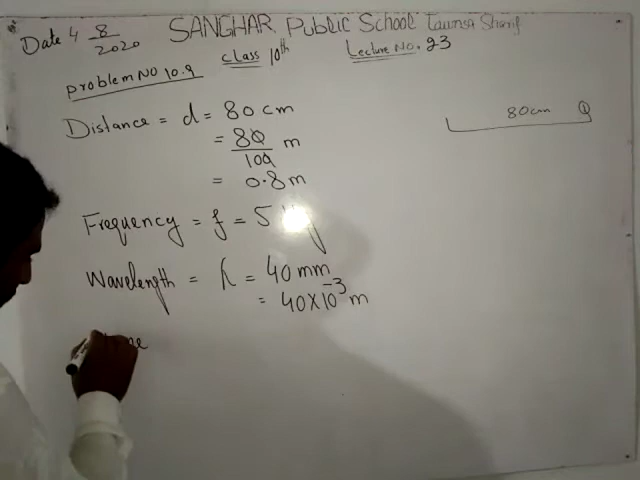 Date 4 8/2020 SANGHAR Public School Taunsa Sharif
Class 10th Lecture No. 23
Problem No 10.9
Distance = d = 80 cm
80cm
= 80/100 m
= 0.8 m
Frequency = f = 5
Wavelength = λ = 40 mm
= 40×10⁻³ m